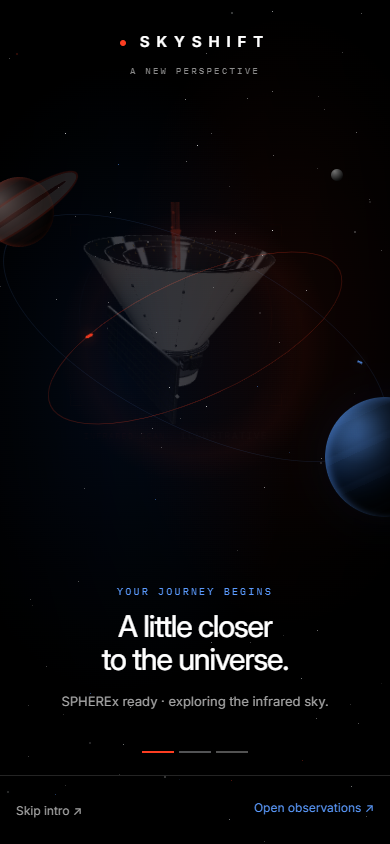 SKYSHIFT
A NEW PERSPECTIVE
YOUR JOURNEY BEGINS
A little closer
to the universe.
SPHEREx ready · exploring the infrared sky.
Skip intro ↗
Open observations ↗